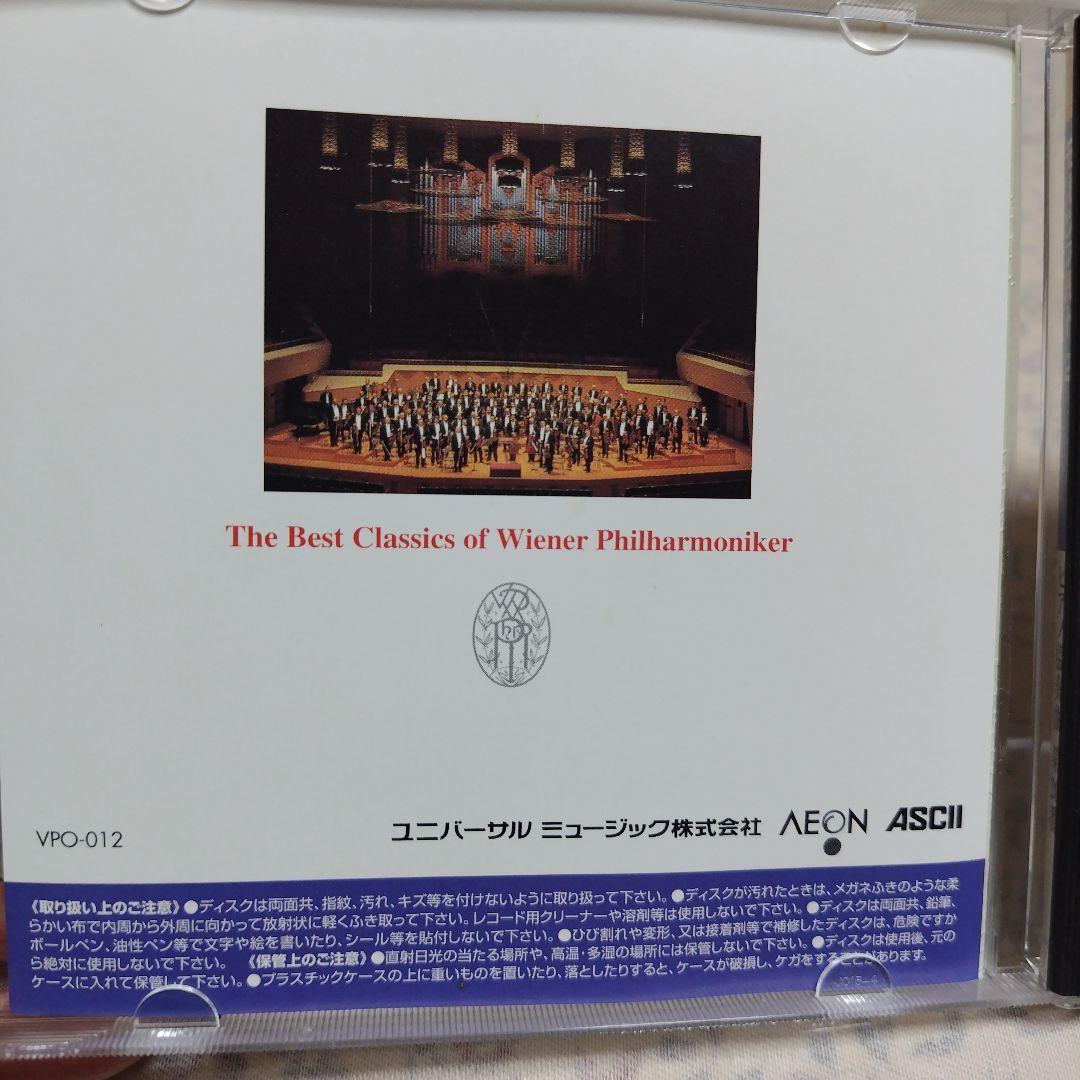 The Best Classics of Wiener Philharmoniker
VPO-012
ユニバーサル ミュージック株式会社 AEON ASCII
《取り扱い上のご注意》●ディスクは両面共、指紋、汚れ、キズ等を付けないように取り扱って下さい。●ディスクが汚れたときは、メガネふきのような柔
らかい布で内周から外周に向かって放射状に軽くふき取って下さい。レコード用クリーナーや溶剤等は使用しないで下さい。●ディスクは両面共、鉛筆、
ボールペン、油性ペン等で文字や絵を書いたり、シール等を貼付しないで下さい。●ひび割れや変形、又は接着剤等で補修したディスクは、危険ですか
ら絶対に使用しないで下さい。 《保管上のご注意》●直射日光の当たる場所や、高温・多湿の場所には保管しないで下さい。●ディスクは使用後、元の
ケースに入れて保管して下さい。●プラスチックケースの上に重いものを置いたり、落としたりすると、ケースが破損し、ケガをすることがあります。